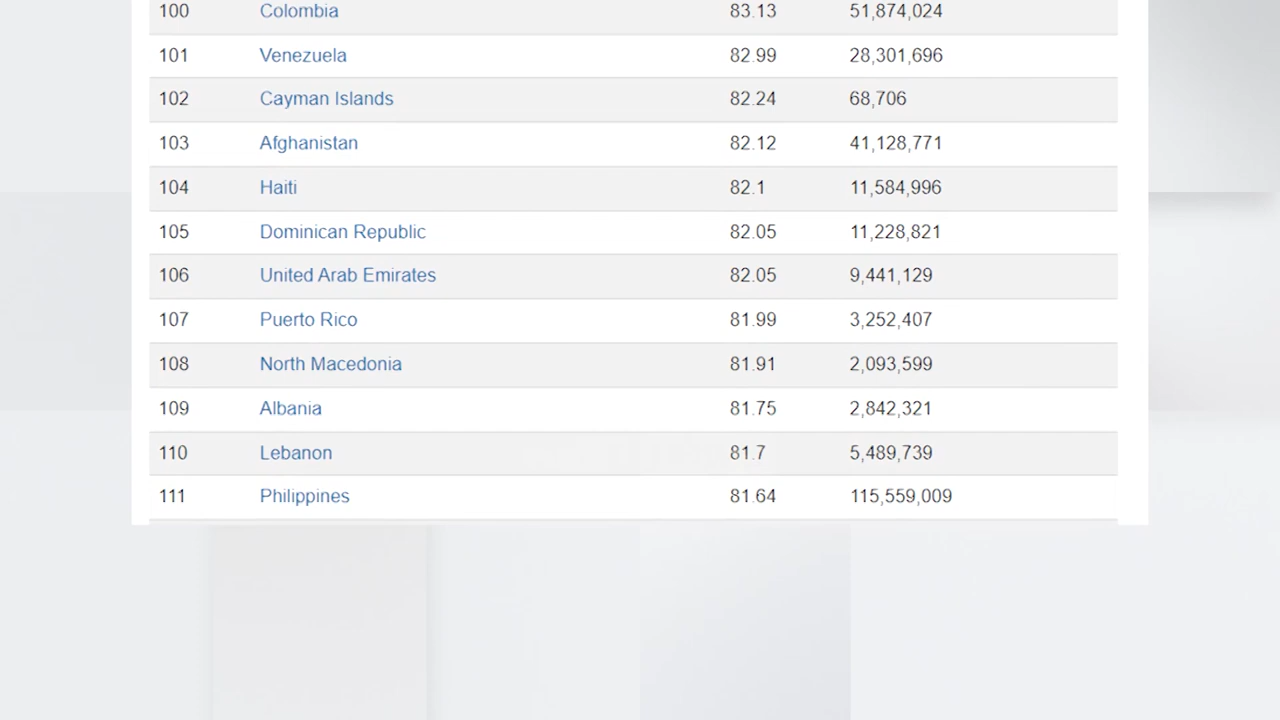 100 Colombia 83.13 51,874,024
101 Venezuela 82.99 28,301,696
102 Cayman Islands 82.24 68,706
103 Afghanistan 82.12 41,128,771
104 Haiti 82.1 11,584,996
105 Dominican Republic 82.05 11,228,821
106 United Arab Emirates 82.05 9,441,129
107 Puerto Rico 81.99 3,252,407
108 North Macedonia 81.91 2,093,599
109 Albania 81.75 2,842,321
110 Lebanon 81.7 5,489,739
111 Philippines 81.64 115,559,009